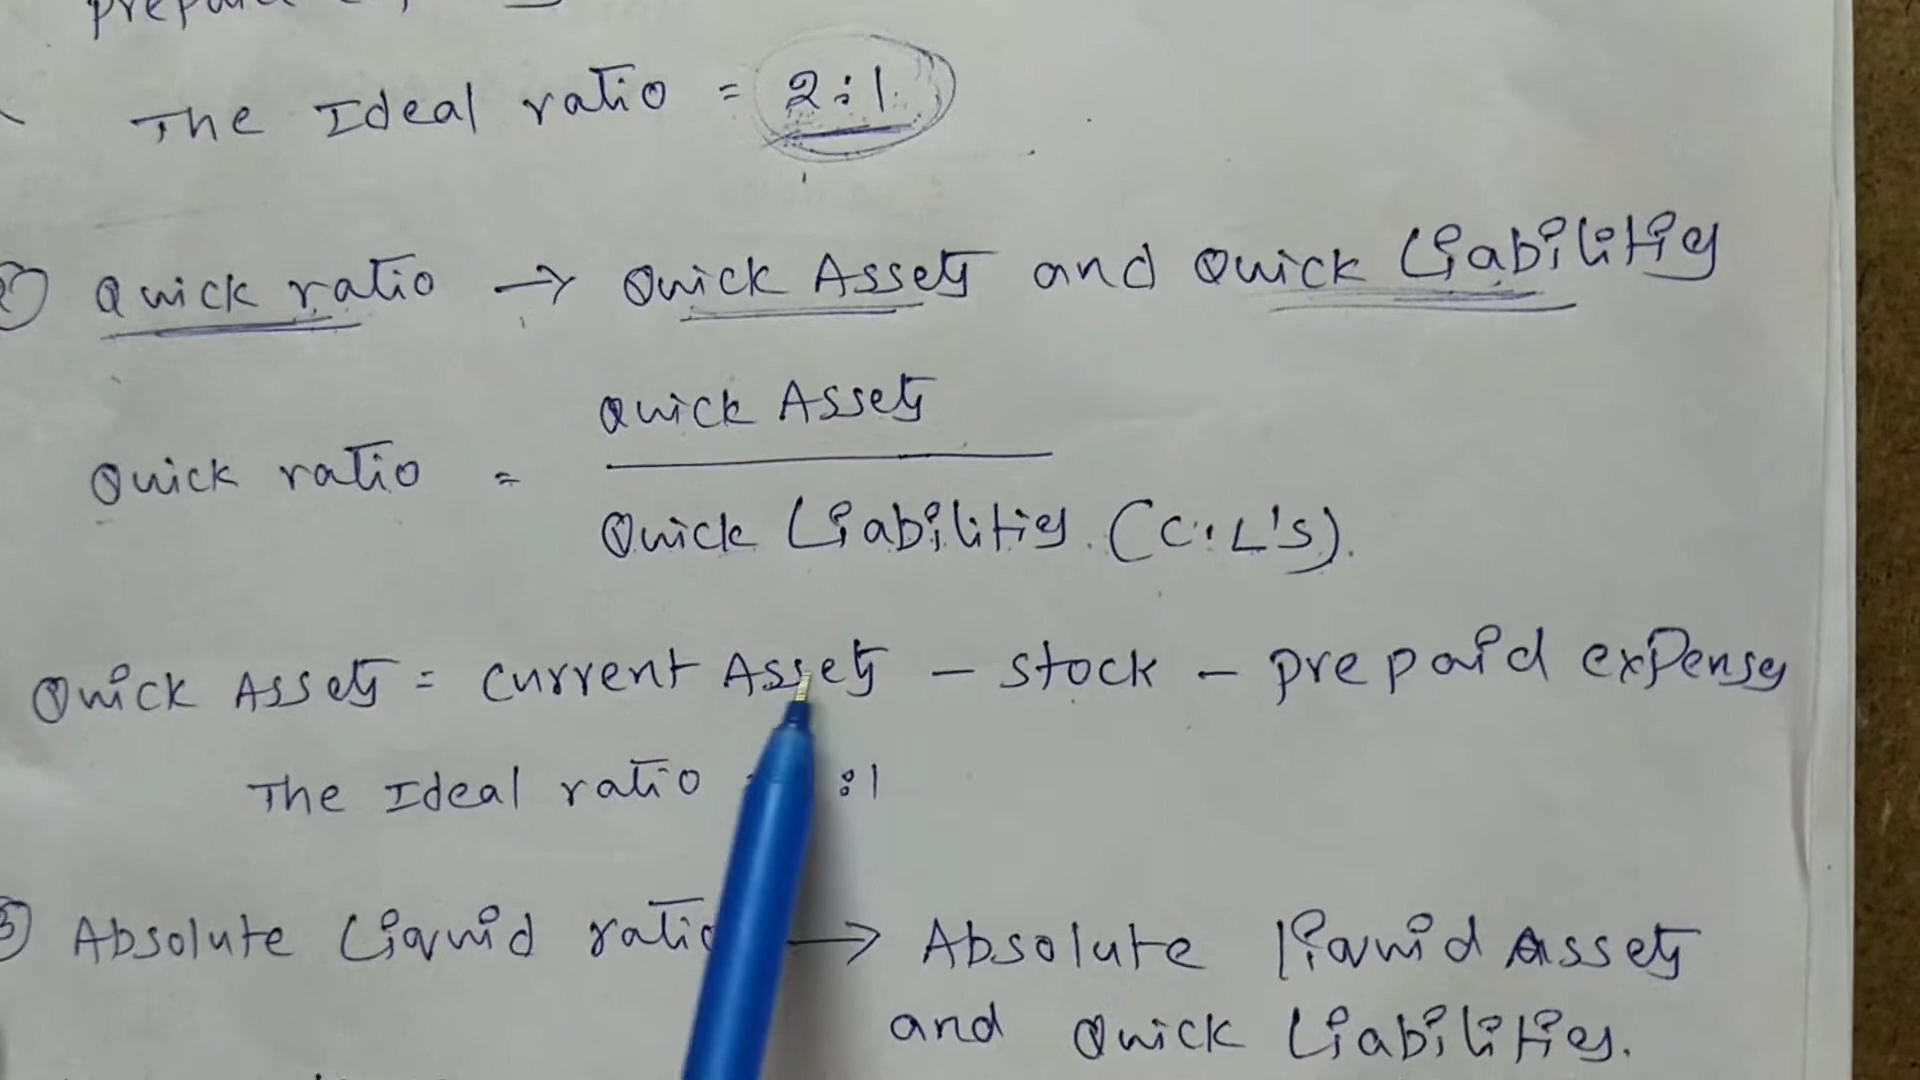 The Ideal ratio = 2:1
Quick ratio → Quick Assets and Quick Liabilities
Quick Assets
Quick ratio =
Quick Liabilities (C.L's).
Quick Assets = Current Assets - Stock - prepaid expenses
The Ideal ratio :1
Absolute Liquid ratio → Absolute liquid Assets
and Quick Liabilities.